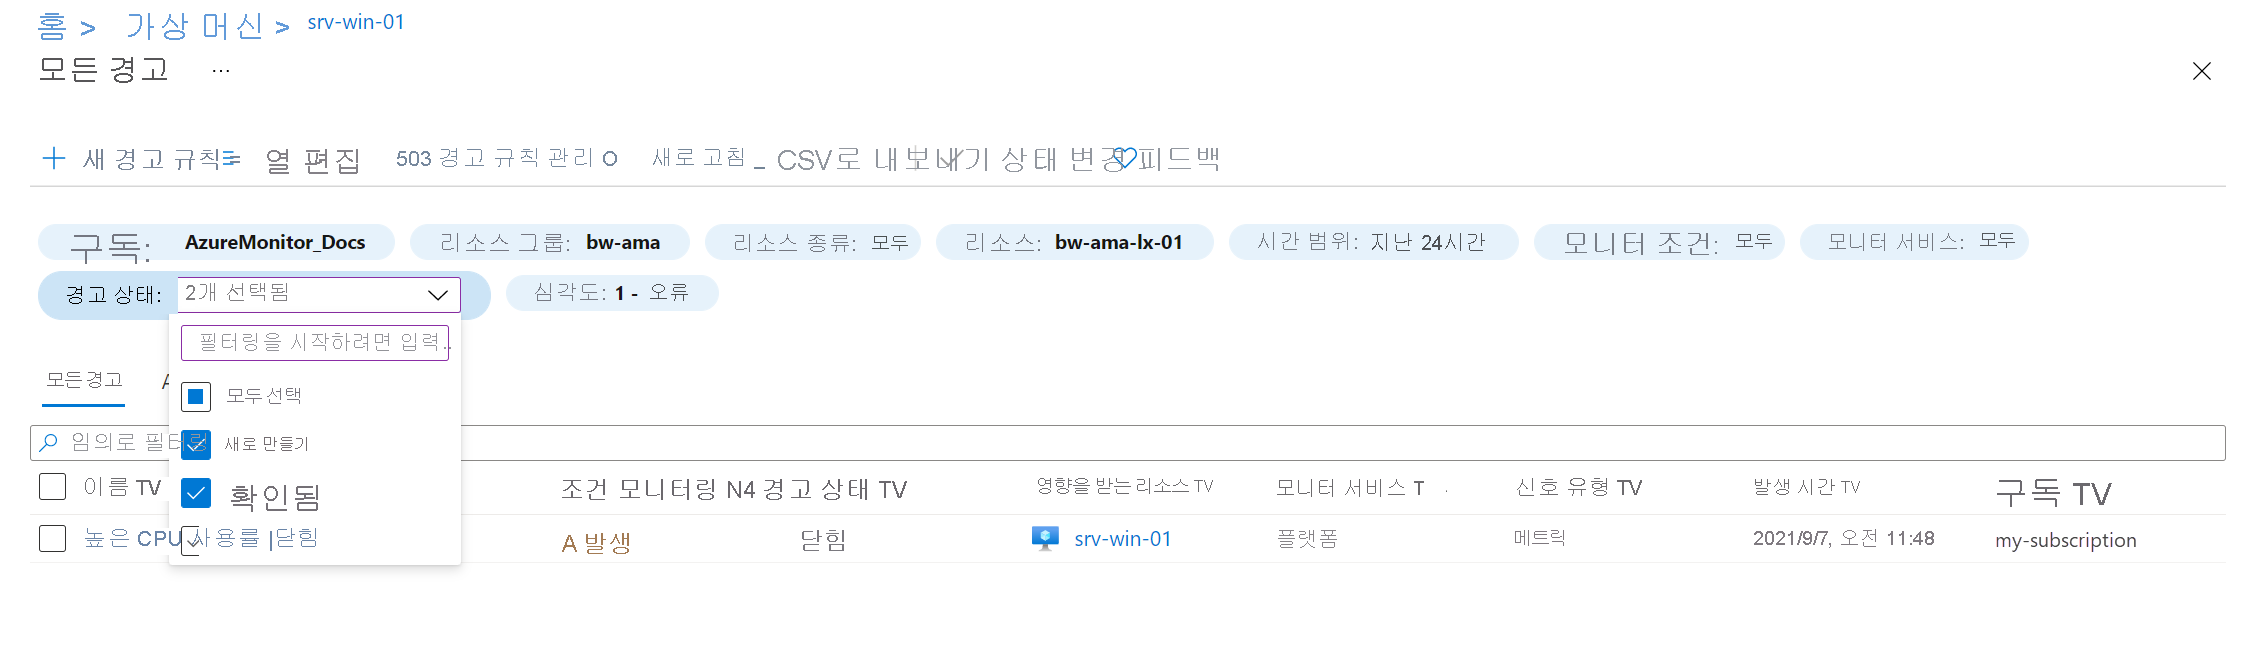 홈 > 가상 머신 > srv-win-01
모든 경고 ...
새 경고 규칙 열 편집 503 경고 규칙 관리 O 새로 고침 _ CSV로 내보내기 상태 변경 피드백
구독: AzureMonitor_Docs 리소스 그룹: bw-ama 리소스 종류: 모두 리소스: bw-ama-lx-01 시간 범위: 지난 24시간 모니터 조건: 모두 모니터 서비스: 모두
경고 상태: 2개 선택됨 심각도: 1 - 오류
필터링을 시작하려면 입력..
모든 경고
모두 선택
임의로 필터링
새로 만들기
이름 TV
확인됨
조건 모니터링 N4 경고 상태 TV 영향을 받는 리소스 TV 모니터 서비스 T 신호 유형 TV 발생 시간 TV 구독 TV
높은 CPU 사용률 |닫힘 A 발생 닫힘 srv-win-01 플랫폼 메트릭 2021/9/7, 오전 11:48 my-subscription